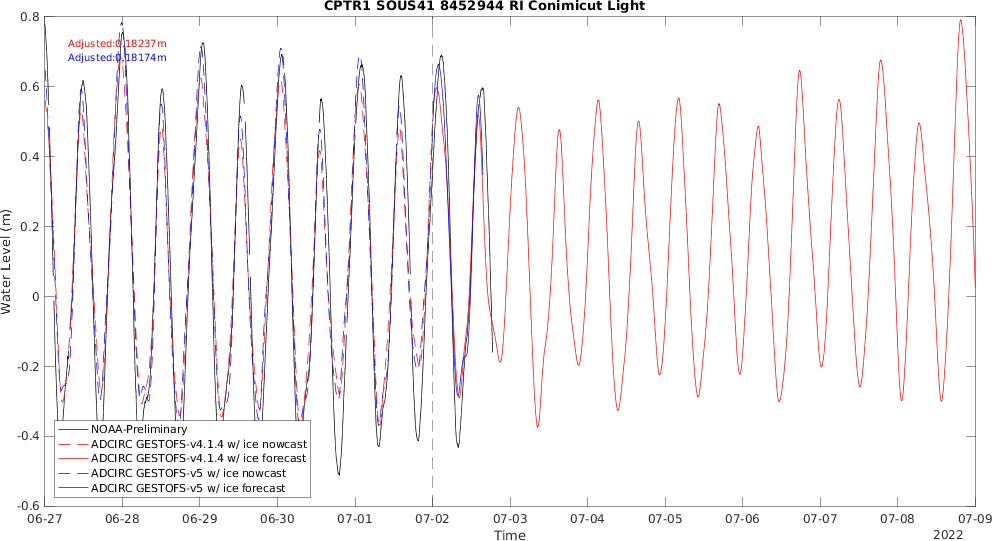 CPTR1 SOUS41 8452944 RI Conimicut Light
Adjusted:0.18237m
Adjusted:0.18174m
0.8
0.6
0.4
0.2
0
-0.2
-0.4
-0.6
Water Level (m)
NOAA-Preliminary
ADCIRC GESTOFS-v4.1.4 w/ ice nowcast
ADCIRC GESTOFS-v4.1.4 w/ ice forecast
ADCIRC GESTOFS-v5 w/ ice nowcast
ADCIRC GESTOFS-v5 w/ ice forecast
06-27 06-28 06-29 06-30 07-01 07-02 07-03 07-04 07-05 07-06 07-07 07-08 07-09
Time
2022